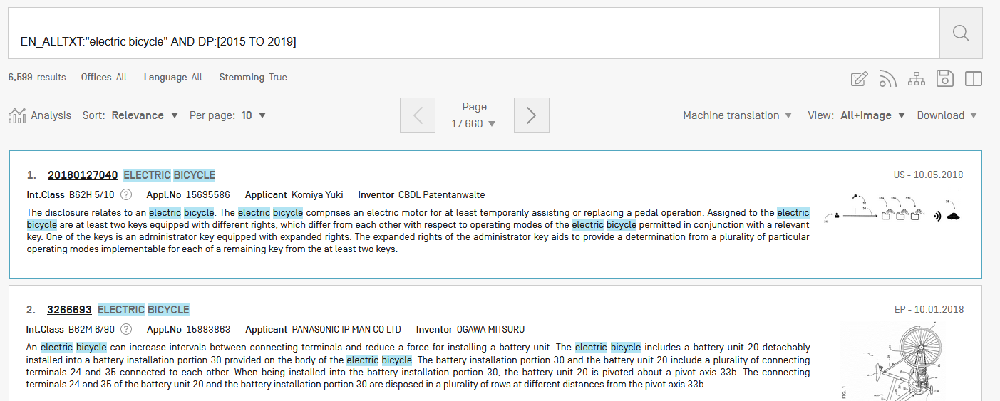 EN_ALLTXT:"electric bicycle" AND DP:[2015 TO 2019]
6,599 results Offices All Language All Stemming True
Analysis Sort: Relevance Per page: 10 Page 1 / 660 Machine translation View: All+Image Download
1. 20180127040 ELECTRIC BICYCLE US - 10.05.2018
Int.Class B62H 5/10 ? Appl.No 15695586 Applicant Komiya Yuki Inventor CBDL Patentanwälte
The disclosure relates to an electric bicycle. The electric bicycle comprises an electric motor for at least temporarily assisting or replacing a pedal operation. Assigned to the electric
bicycle are at least two keys equipped with different rights, which differ from each other with respect to operating modes of the electric bicycle permitted in conjunction with a relevant
key. One of the keys is an administrator key equipped with expanded rights. The expanded rights of the administrator key aids to provide a determination from a plurality of particular
operating modes implementable for each of a remaining key from the at least two keys.
2. 3266693 ELECTRIC BICYCLE EP - 10.01.2018
Int.Class B62M 6/90 ? Appl.No 15883863 Applicant PANASONIC IP MAN CO LTD Inventor OGAWA MITSURU
An electric bicycle can increase intervals between connecting terminals and reduce a force for installing a battery unit. The electric bicycle includes a battery unit 20 detachably
installed into a battery installation portion 30 provided on the body of the electric bicycle. The battery installation portion 30 and the battery unit 20 include a plurality of connecting
terminals 24 and 35 connected to each other. When being installed into the battery installation portion 30, the battery unit 20 is pivoted about a pivot axis 33b. The connecting
terminals 24 and 35 of the battery unit 20 and the battery installation portion 30 are disposed in a plurality of rows at different distances from the pivot axis 33b.
FIG. 1